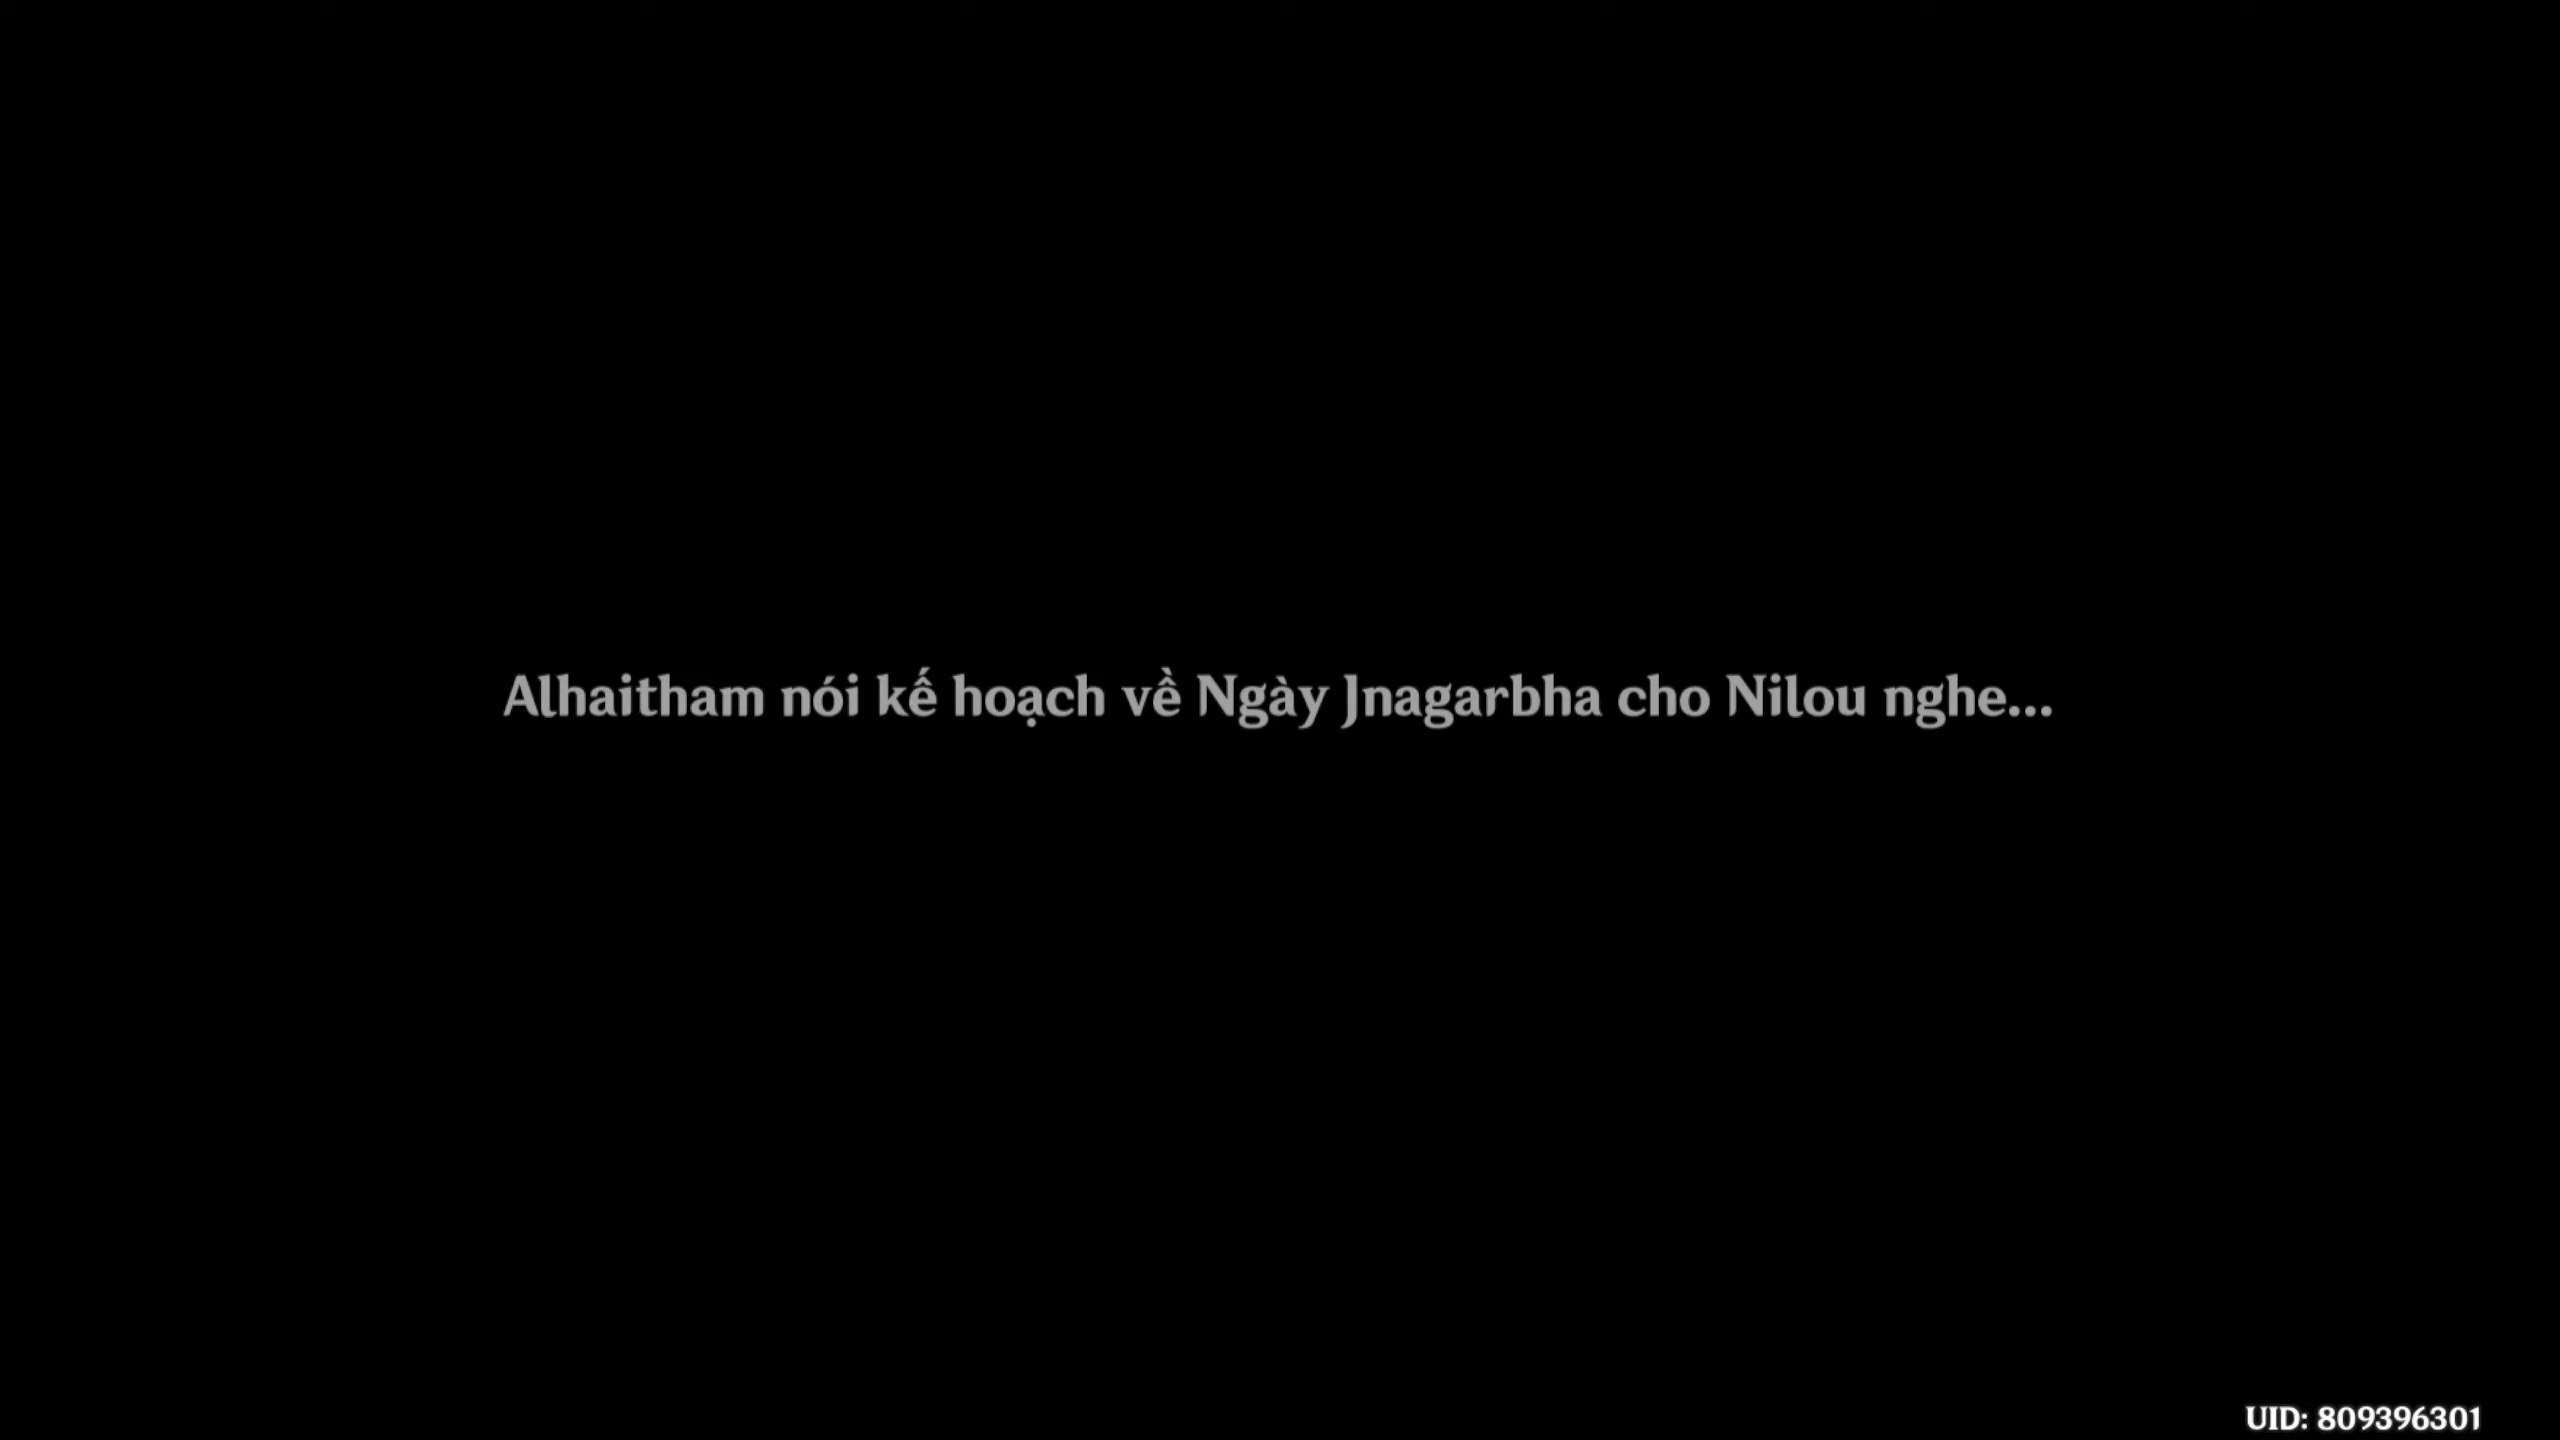 Alhaitham nói kế hoạch về Ngày Jnagarbha cho Nilou nghe...
UID: 809396301